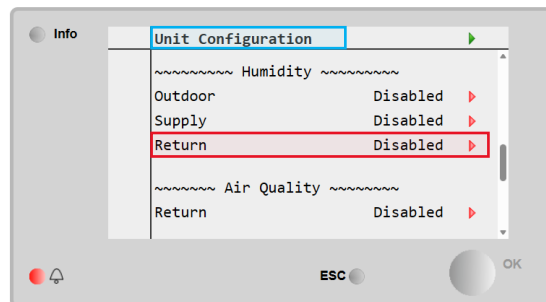 Info
Unit Configuration
~~~~~~~~~ Humidity ~~~~~~~~~
Outdoor Disabled
Supply Disabled
Return Disabled
~~~~~~~ Air Quality ~~~~~~~~
Return Disabled
ESC
OK